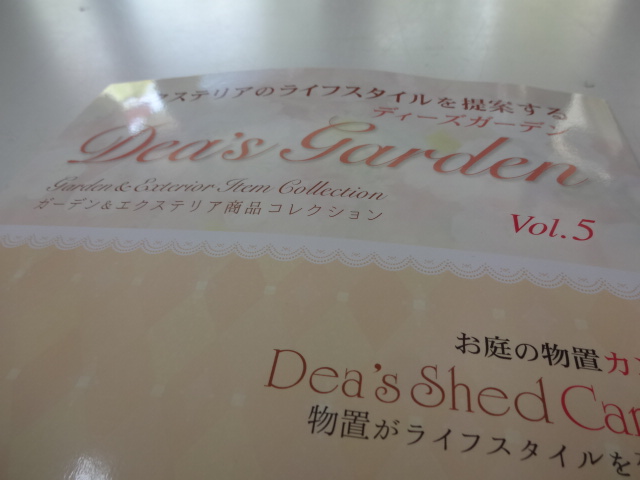 クステリアのライフスタイルを提案する
ディーズガーデン
Dea's Garden
Garden & Exterior Item Collection
ガーデン&エクステリア商品コレクション
Vol.5
お庭の物置カン
Dea's Shed Can
物置がライフスタイルを